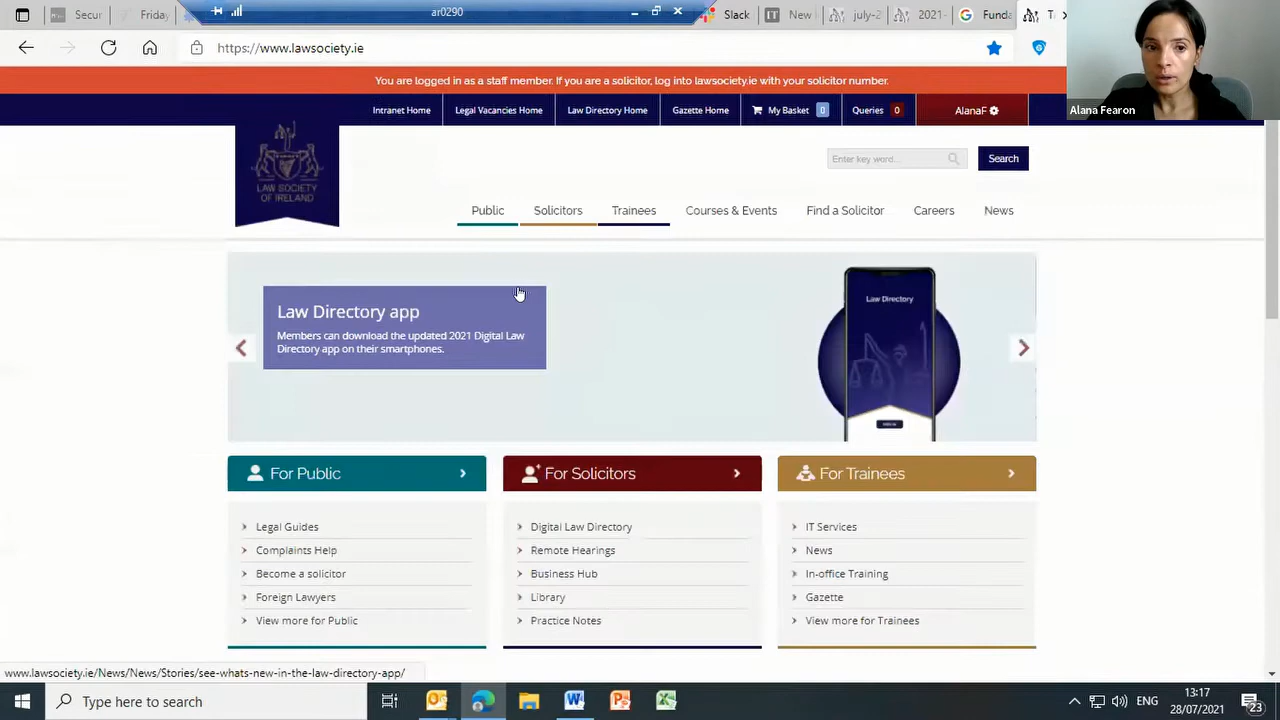 Friday
ar0290
Slack
New
july-2
2021-
Funda
T
https://www.lawsociety.ie
You are logged in as a staff member. If you are a solicitor, log into lawsociety.ie with your solicitor number.
Alana Fearon
Intranet Home
Legal Vacancies Home
Law Directory Home
Gazette Home
My Basket 0
Queries 0
AlanaF
LAW SOCIETY
OF IRELAND
Enter key word...
Search
Public
Solicitors
Trainees
Courses & Events
Find a Solicitor
Careers
News
Law Directory app
Members can download the updated 2021 Digital Law
Directory app on their smartphones.
Law Directory
For Public
Legal Guides
Complaints Help
Become a solicitor
Foreign Lawyers
View more for Public
For Solicitors
Digital Law Directory
Remote Hearings
Business Hub
Library
Practice Notes
For Trainees
IT Services
News
In-office Training
Gazette
View more for Trainees
www.lawsociety.ie/News/News/Stories/see-whats-new-in-the-law-directory-app/
Type here to search
ENG
13:17
28/07/2021
23